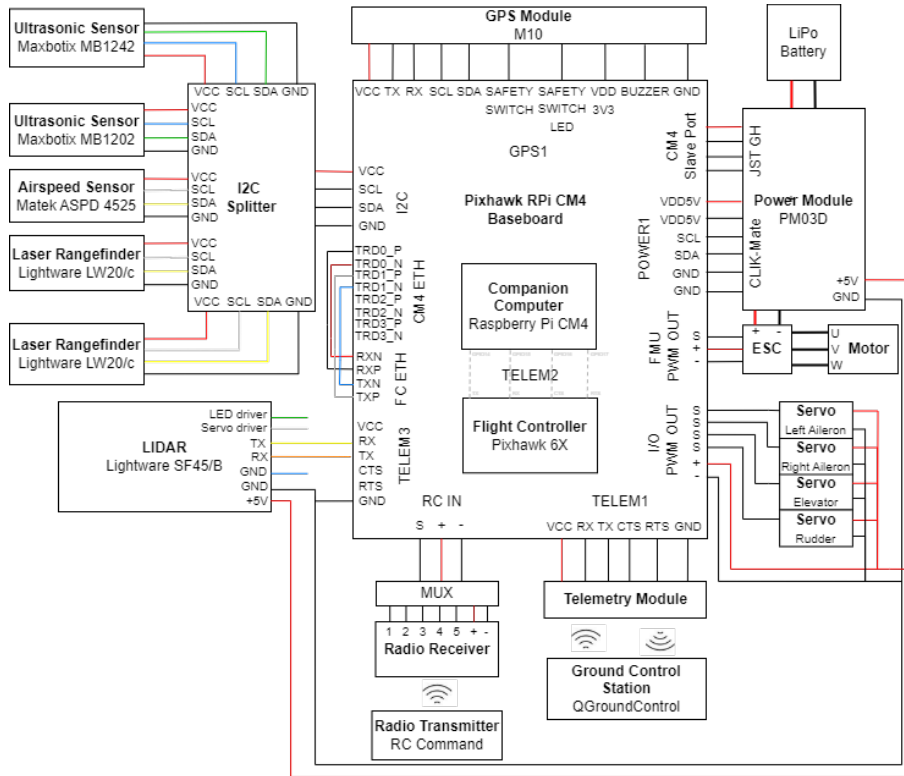 GPS Module
M10
VCC TX RX SCL SDA SAFETY SAFETY VDD BUZZER GND
SWITCH SWITCH 3V3
LED
GPS1
Ultrasonic Sensor
Maxbotix MB1242
VCC SCL SDA GND
Ultrasonic Sensor
Maxbotix MB1202
VCC
SCL
SDA
GND
Airspeed Sensor
Matek ASPD 4525
VCC
SCL
SDA
GND
Laser Rangefinder
Lightware LW20/c
VCC
SCL
SDA
GND
VCC SCL SDA GND
Laser Rangefinder
Lightware LW20/c
I2C
Splitter
VCC
SCL
SDA
GND
I2C
Pixhawk RPi CM4
Baseboard
TRD0_P
TRD0_N
TRD1_P
TRD1_N
TRD2_P
TRD2_N
TRD3_P
TRD3_N
CM4 ETH
RXN
RXP
TXN
TXP
FC ETH
Companion
Computer
Raspberry Pi CM4
TELEM2
Flight Controller
Pixhawk 6X
LiPo
Battery
CM4
Slave Port
JST GH
Power Module
PM03D
VDD5V
VDD5V
SCL
SDA
GND
GND
POWER1
CLIK-Mate
+5V
GND
FMU
PWM OUT
S
+
-
+ -
ESC
U
V
W
Motor
I/O
PWM OUT
S
S
S
S
+
-
Servo
Left Aileron
Servo
Right Aileron
Servo
Elevator
Servo
Rudder
LIDAR
Lightware SF45/B
LED driver
Servo driver
TX
RX
GND
GND
+5V
VCC
RX
TX
CTS
RTS
GND
TELEM3
RC IN
S + -
MUX
1 2 3 4 5 + -
Radio Receiver
Radio Transmitter
RC Command
TELEM1
VCC RX TX CTS RTS GND
Telemetry Module
Ground Control
Station
QGroundControl